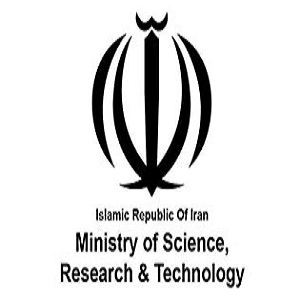 Islamic Republic Of Iran
Ministry of Science,
Research & Technology